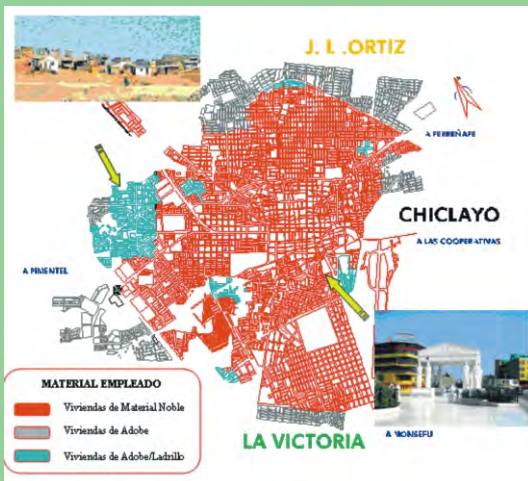 J. L .ORTIZ
A FERREÑAFE
CHICLAYO
A LAS COOPERATIVAS
A PIMENTEL
MATERIAL EMPLEADO
Viviendas de Material Noble
Viviendas de Adobe
Viviendas de Adobe/Ladrillo
LA VICTORIA
A MONSEFU